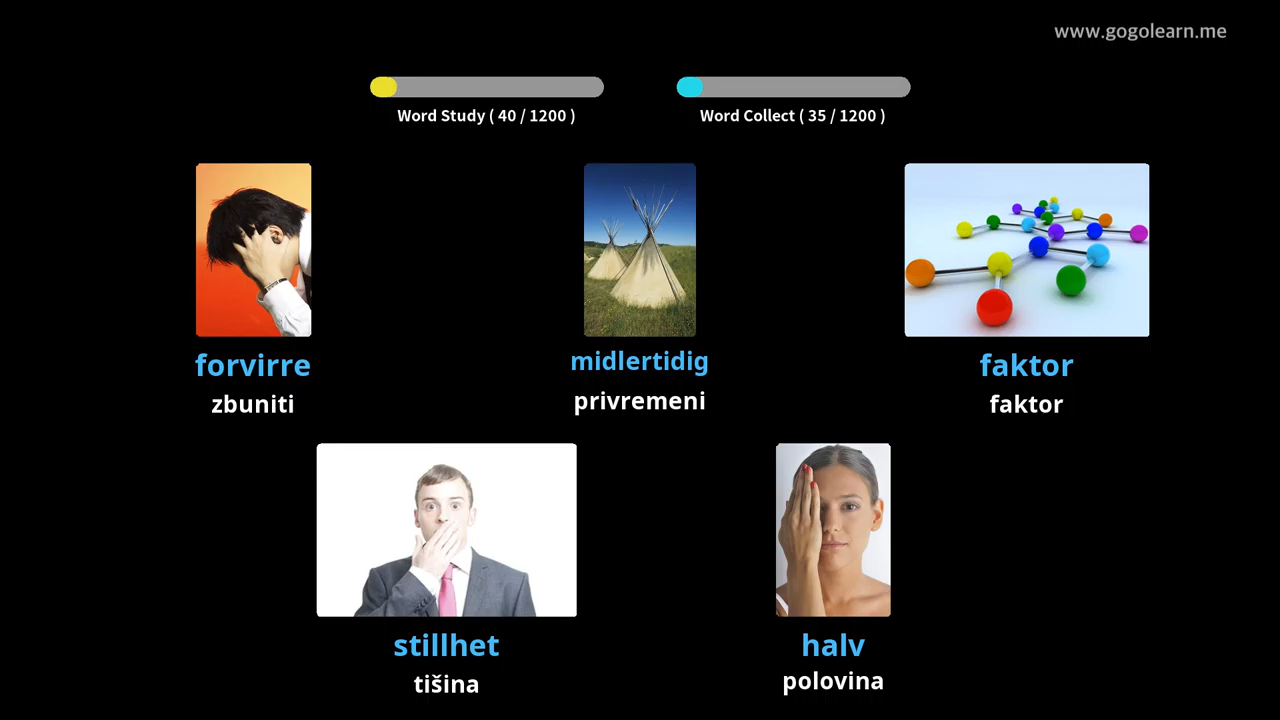 www.gogolearn.me
Word Study ( 40 / 1200 )
Word Collect ( 35 / 1200 )
forvirre
zbuniti
midlertidig
privremeni
faktor
faktor
stillhet
tišina
halv
polovina